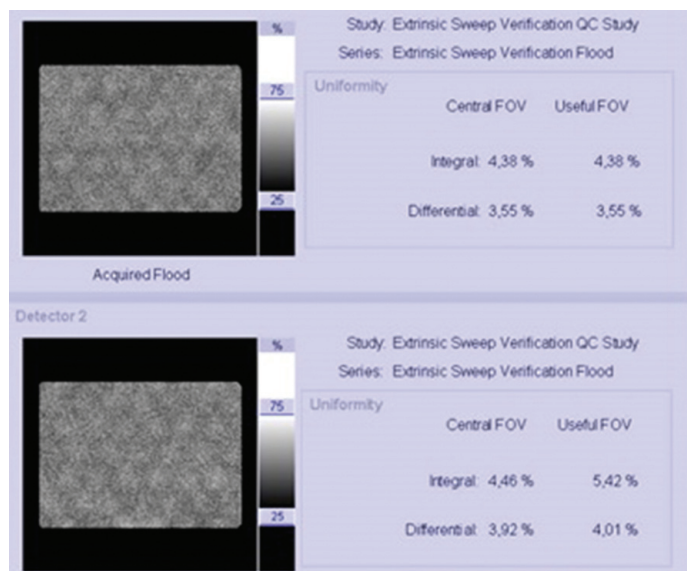 %
Study: Extrinsic Sweep Verification QC Study
Series: Extrinsic Sweep Verification Flood
75
Uniformity
Central FOV Useful FOV
Integral: 4,38 % 4,38 %
25
Differential: 3,55 % 3,55 %
Acquired Flood
Detector 2
%
Study: Extrinsic Sweep Verification QC Study
Series: Extrinsic Sweep Verification Flood
75
Uniformity
Central FOV Useful FOV
Integral: 4,46 % 5,42 %
25
Differential: 3,92 % 4,01 %